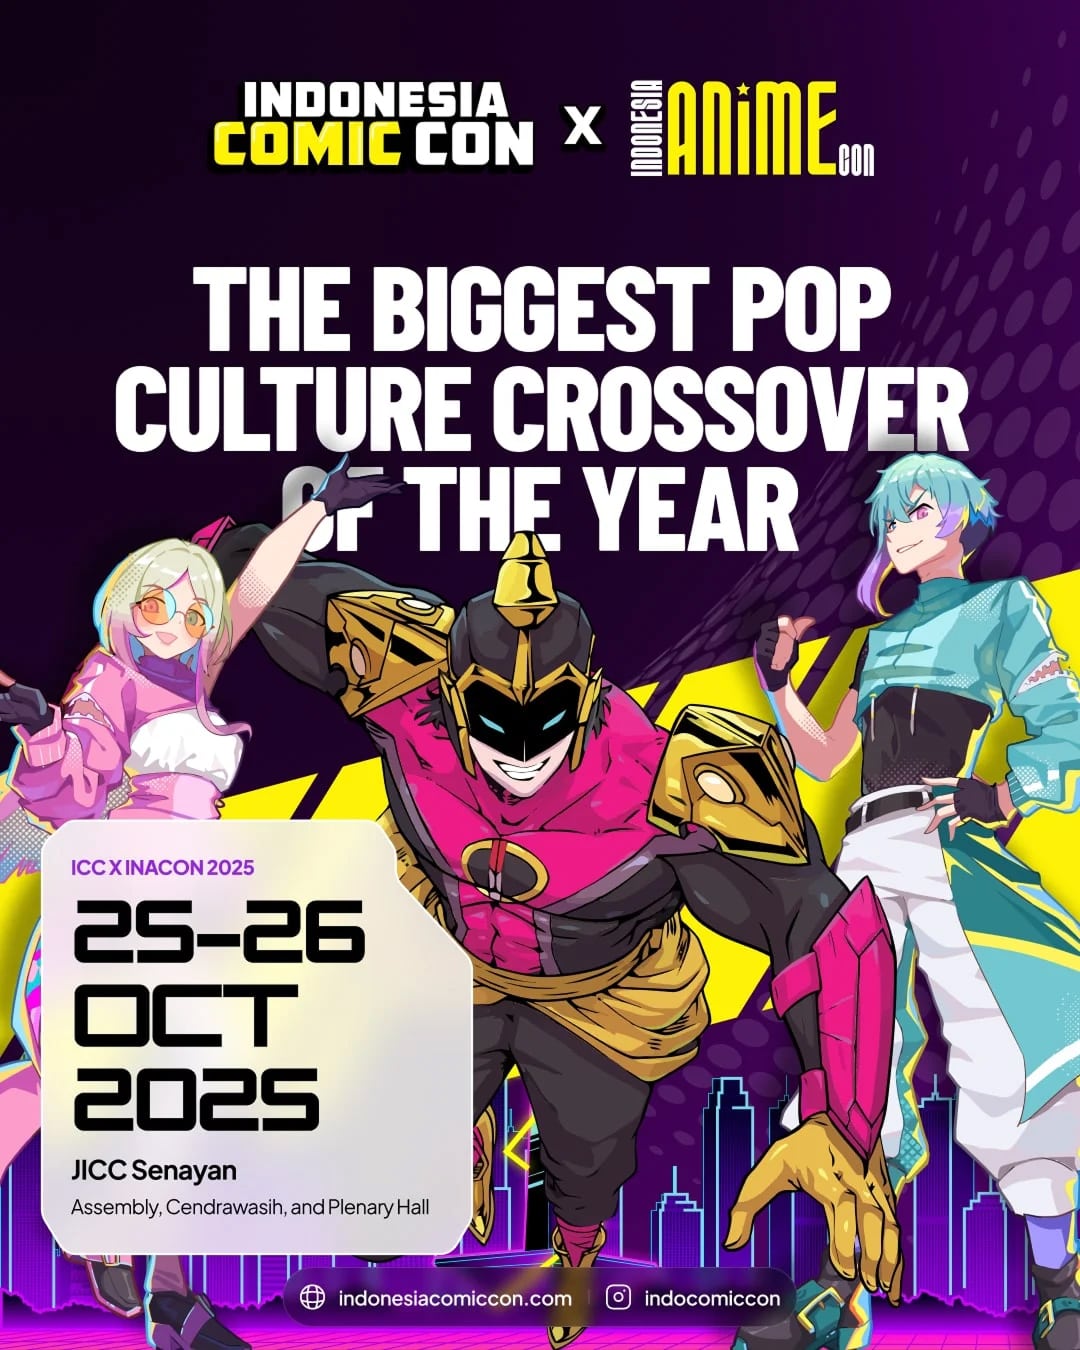 INDONESIA
COMIC CON
X
INDONESIA
ANiME
CON
THE BIGGEST POP
CULTURE CROSSOVER
OF THE YEAR
ICC X INACON 2025
25-26
OCT
2025
JICC Senayan
Assembly, Cendrawasih, and Plenary Hall
indonesiacomiccon.com
indocomiccon